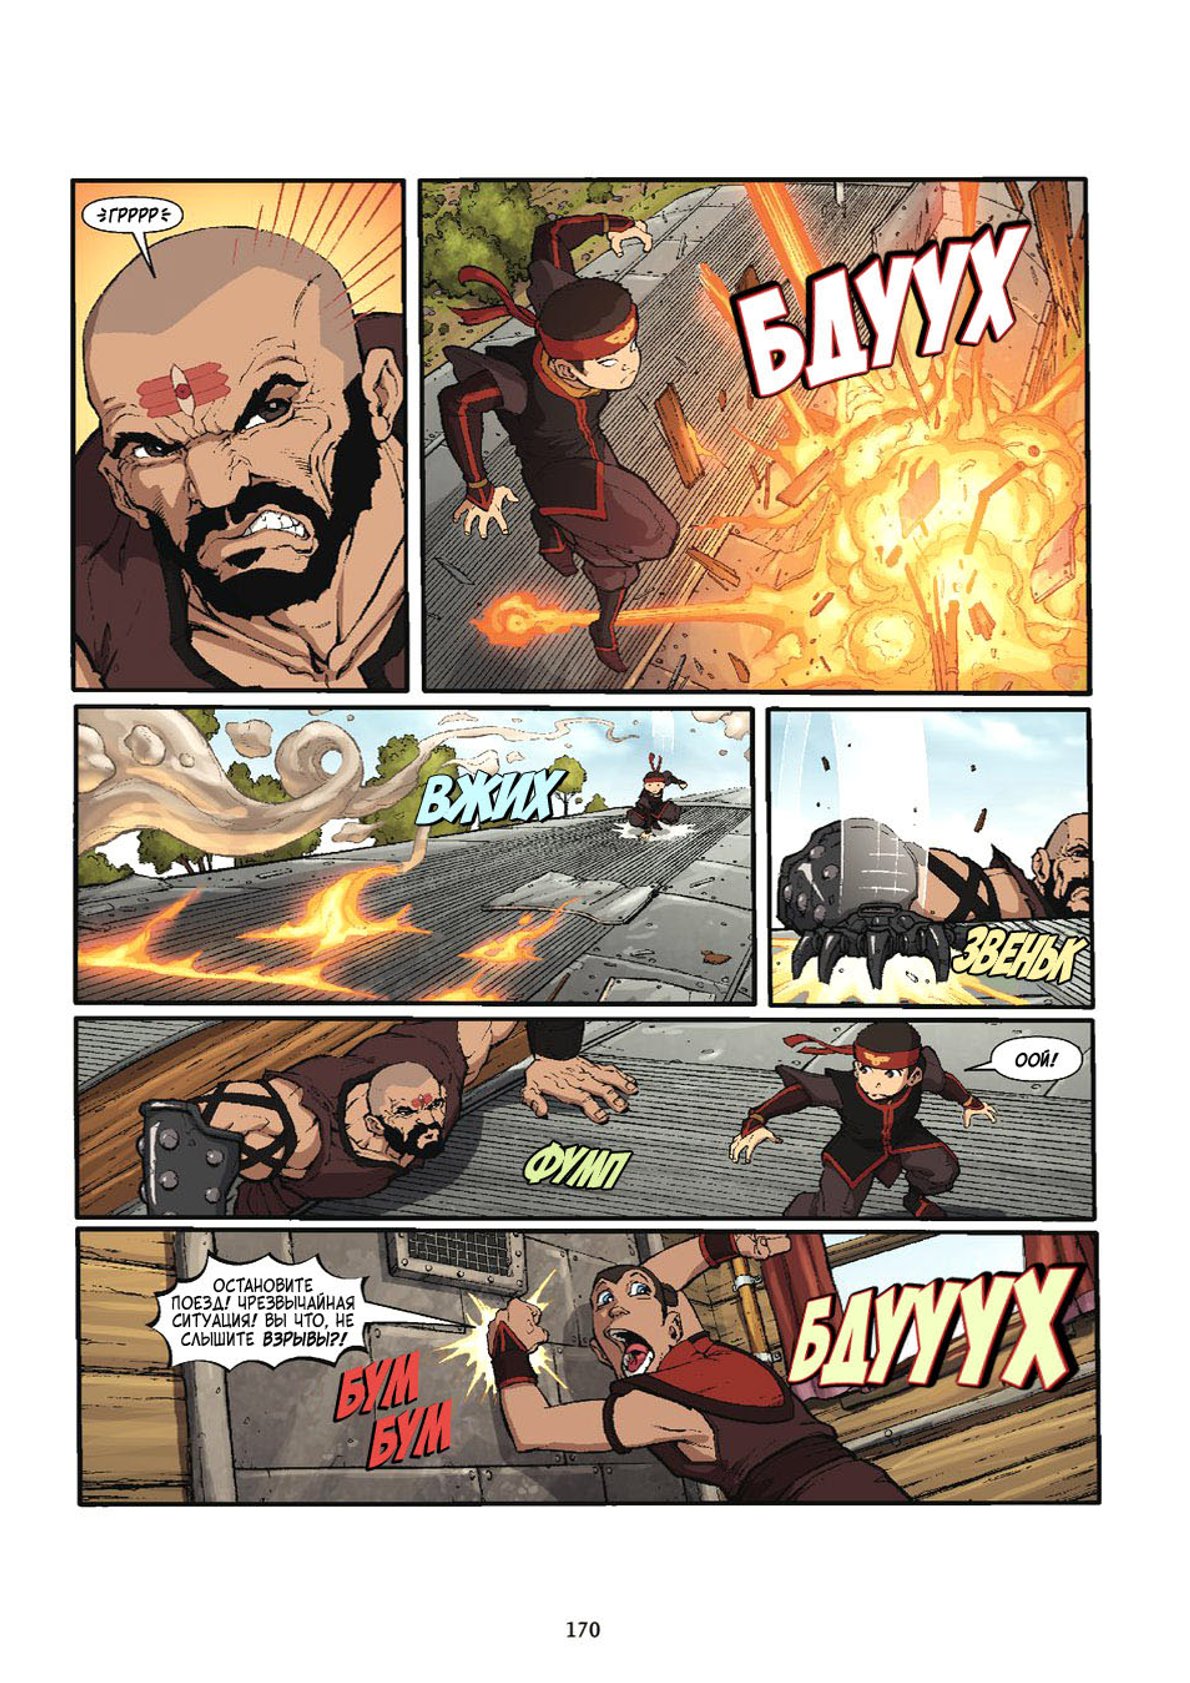 ГРРРР
БДУУХ
ВЖИХ
ЗВЕНЬК
ООЙ!
ФУМП
ОСТАНОВИТЕ
ПОЕЗД! ЧРЕЗВЫЧАЙНАЯ
СИТУАЦИЯ! ВЫ ЧТО, НЕ
СЛЫШИТЕ ВЗРЫВЫ?!
БУМ
БУМ
БДУУУХ
170